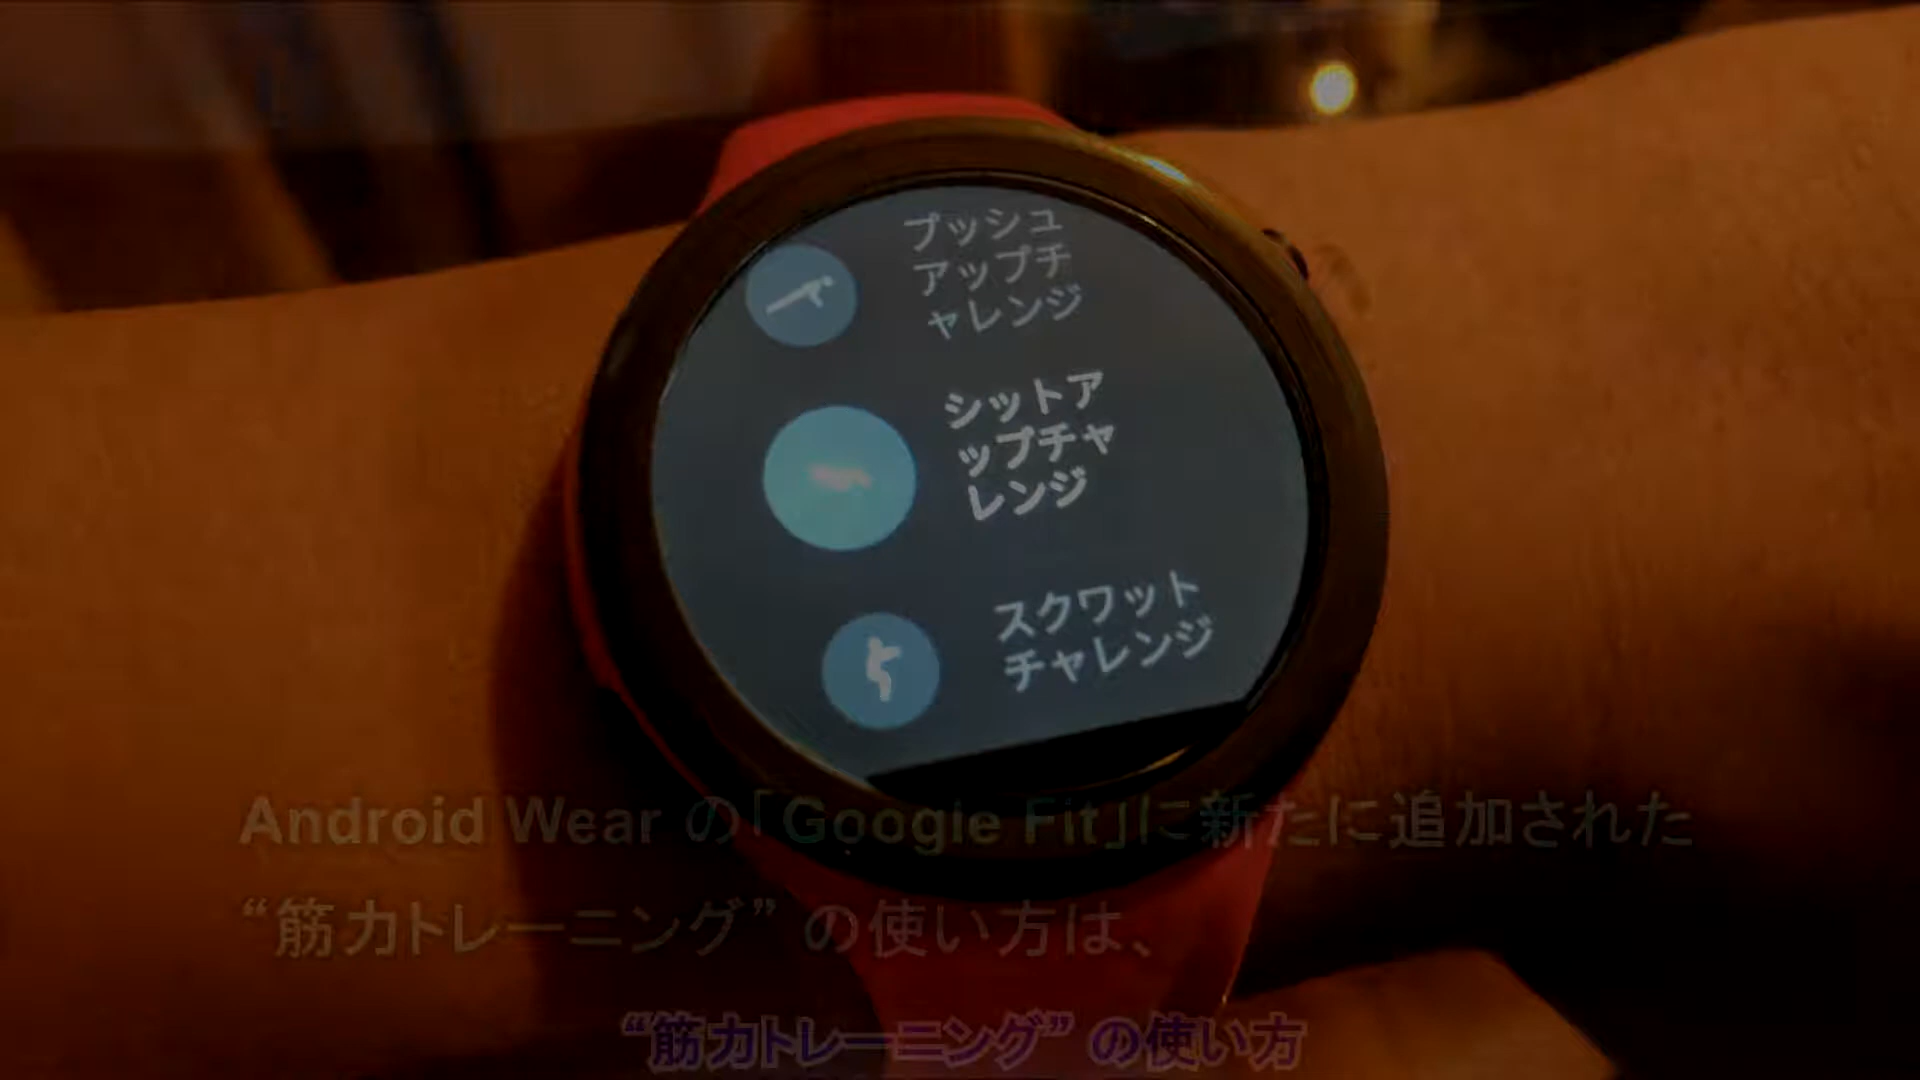 プッシュ
アップチ
ャレンジ
シットア
ップチャ
レンジ
スクワット
チャレンジ
Android Wear の「Google Fit」に新たに追加された
“筋力トレーニング” の使い方は、
“筋力トレーニング” の使い方